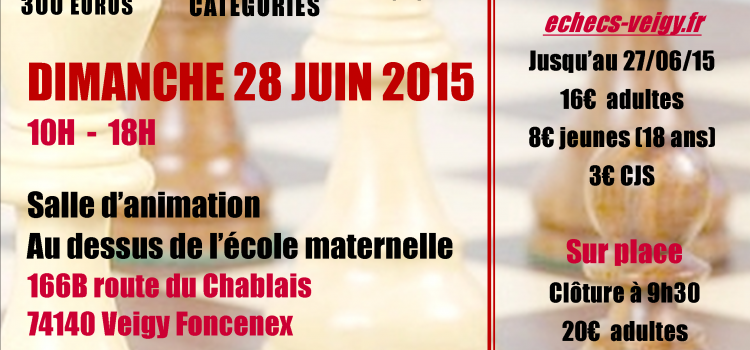 300 EUROS
CATEGORIES
DIMANCHE 28 JUIN 2015
10H - 18H
Salle d'animation
Au dessus de l'école maternelle
166B route du Chablais
74140 Veigy Foncenex
echecs-veigy.fr
Jusqu'au 27/06/15
16€ adultes
8€ jeunes (18 ans)
3€ CJS
Sur place
Clôture à 9h30
20€ adultes